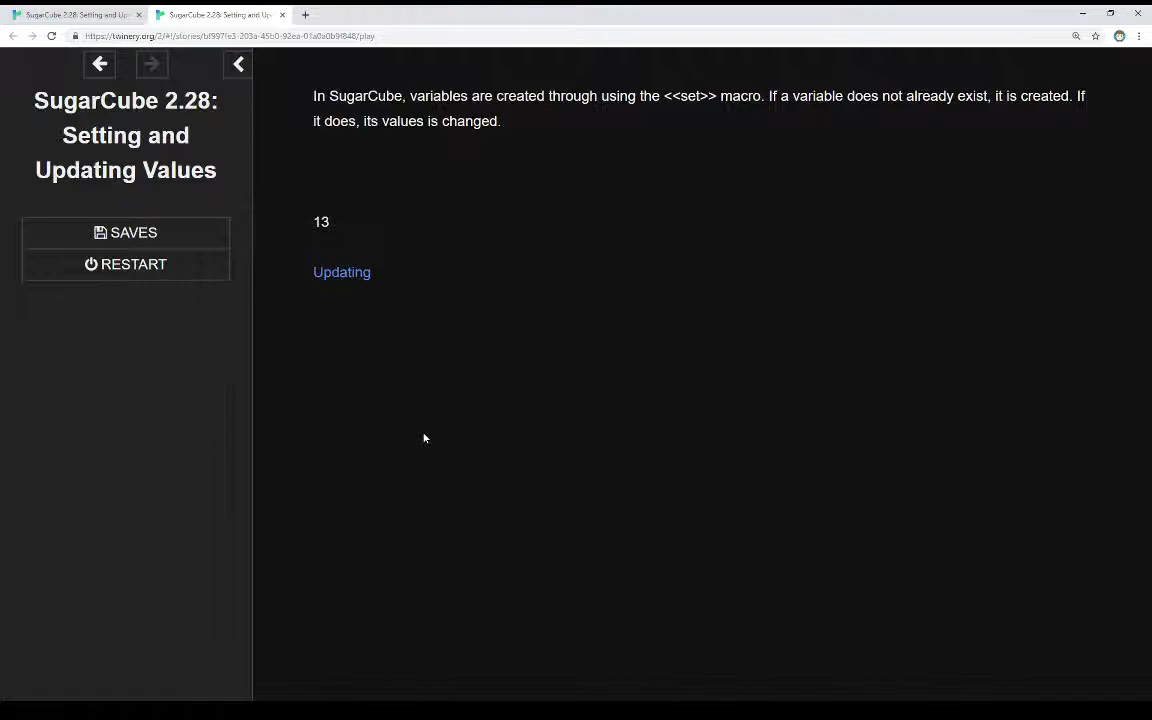 SugarCube 2.28: Setting and Up
SugarCube 2.28: Setting and Up
https://twinery.org/2/#!/stories/bf997fe3-203a-45b0-92ea-01a0a0b9f848/play
SugarCube 2.28:
Setting and
Updating Values
SAVES
RESTART
In SugarCube, variables are created through using the <<set>> macro. If a variable does not already exist, it is created. If
it does, its values is changed.
13
Updating